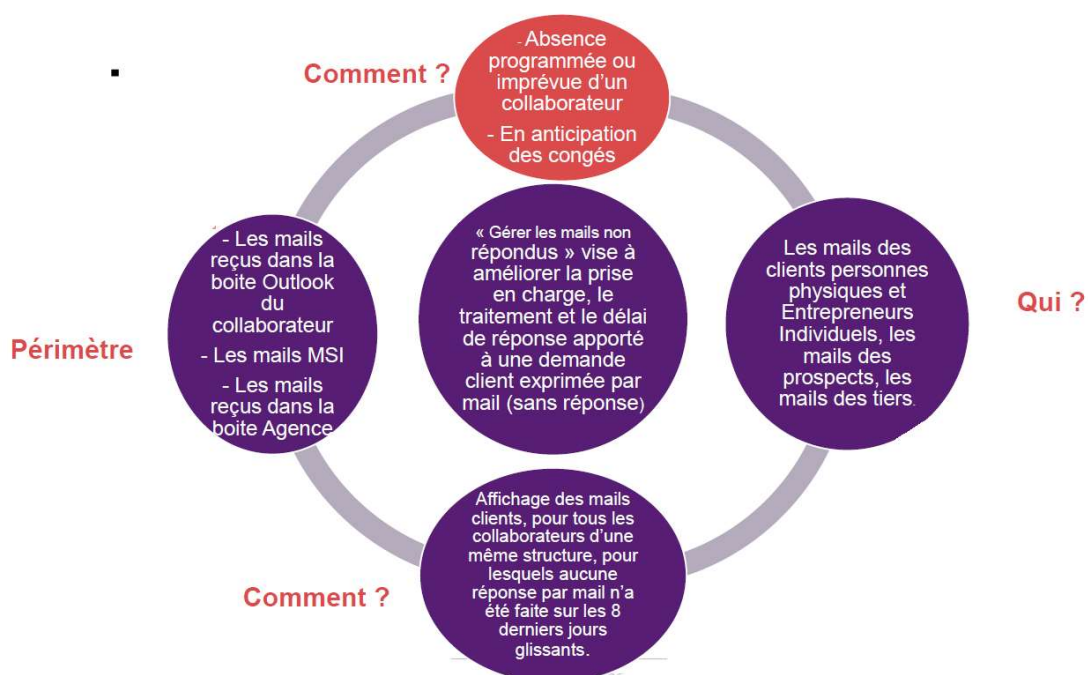 Comment ?
- Absence
programmée ou
imprévue d’un
collaborateur
- En anticipation
des congés
- Les mails
reçus dans la
boite Outlook
du
collaborateur
- Les mails MSI
- Les mails
reçus dans la
boite Agence
Périmètre
« Gérer les mails non
répondus » vise à
améliorer la prise
en charge, le
traitement et le délai
de réponse apporté
à une demande
client exprimée par
mail (sans réponse)
Les mails des
clients personnes
physiques et
Entrepreneurs
Individuels, les
mails des
prospects, les
mails des tiers.
Qui ?
Comment ?
Affichage des mails
clients, pour tous les
collaborateurs d’une
même structure, pour
lesquels aucune
réponse par mail n’a
été faite sur les 8
derniers jours
glissants.